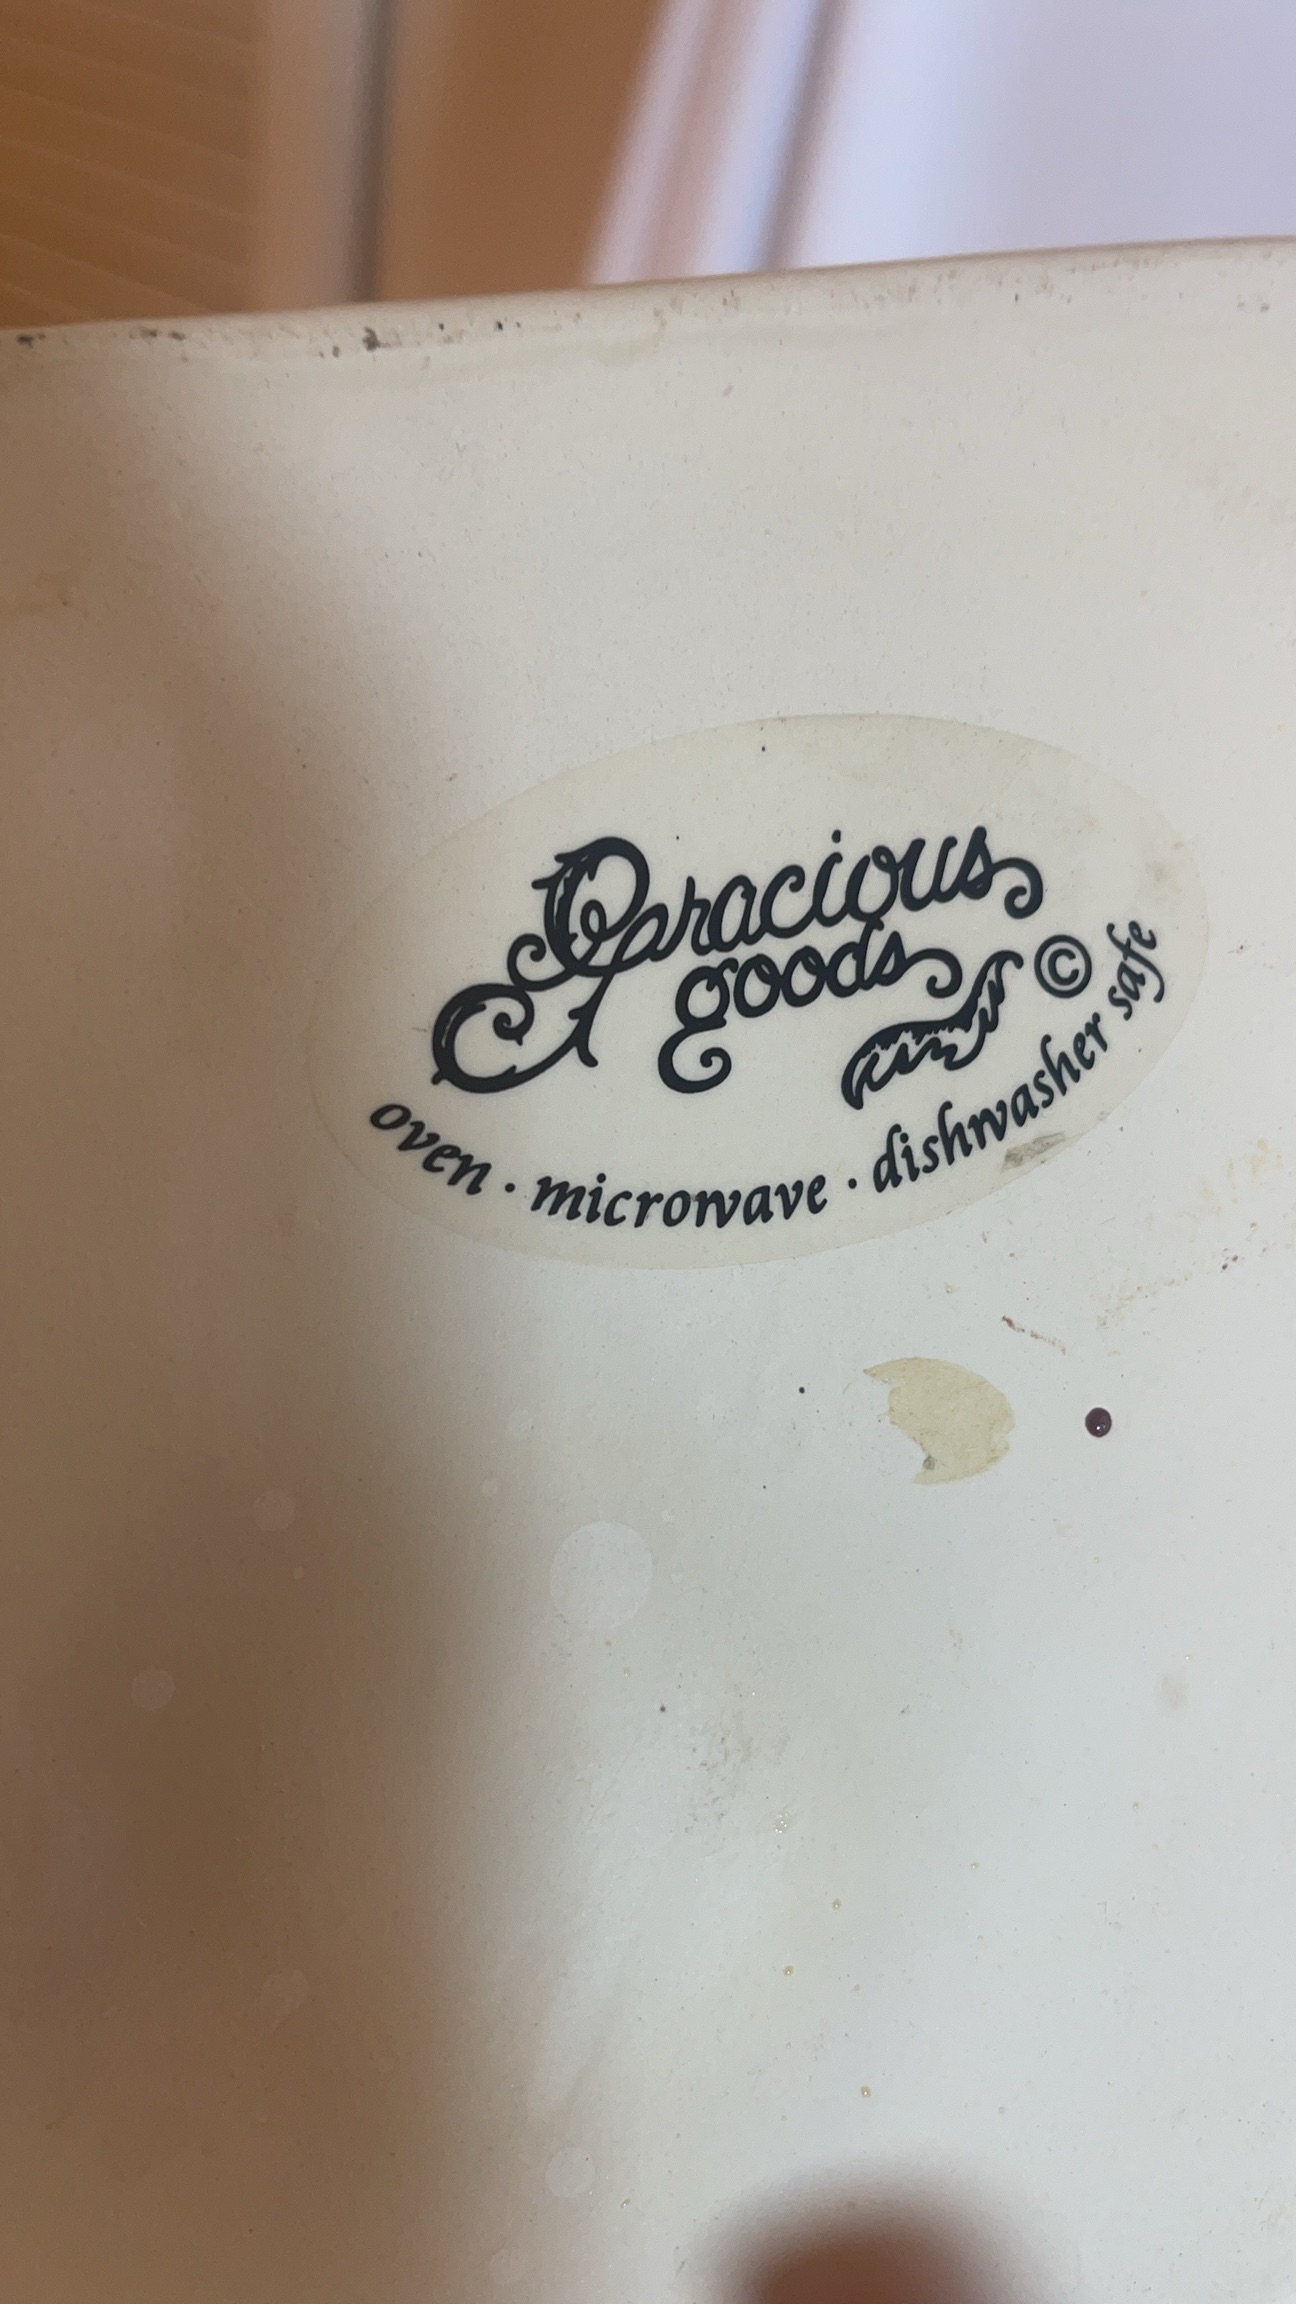 Gracious
goods ©
oven · microwave · dishwasher safe